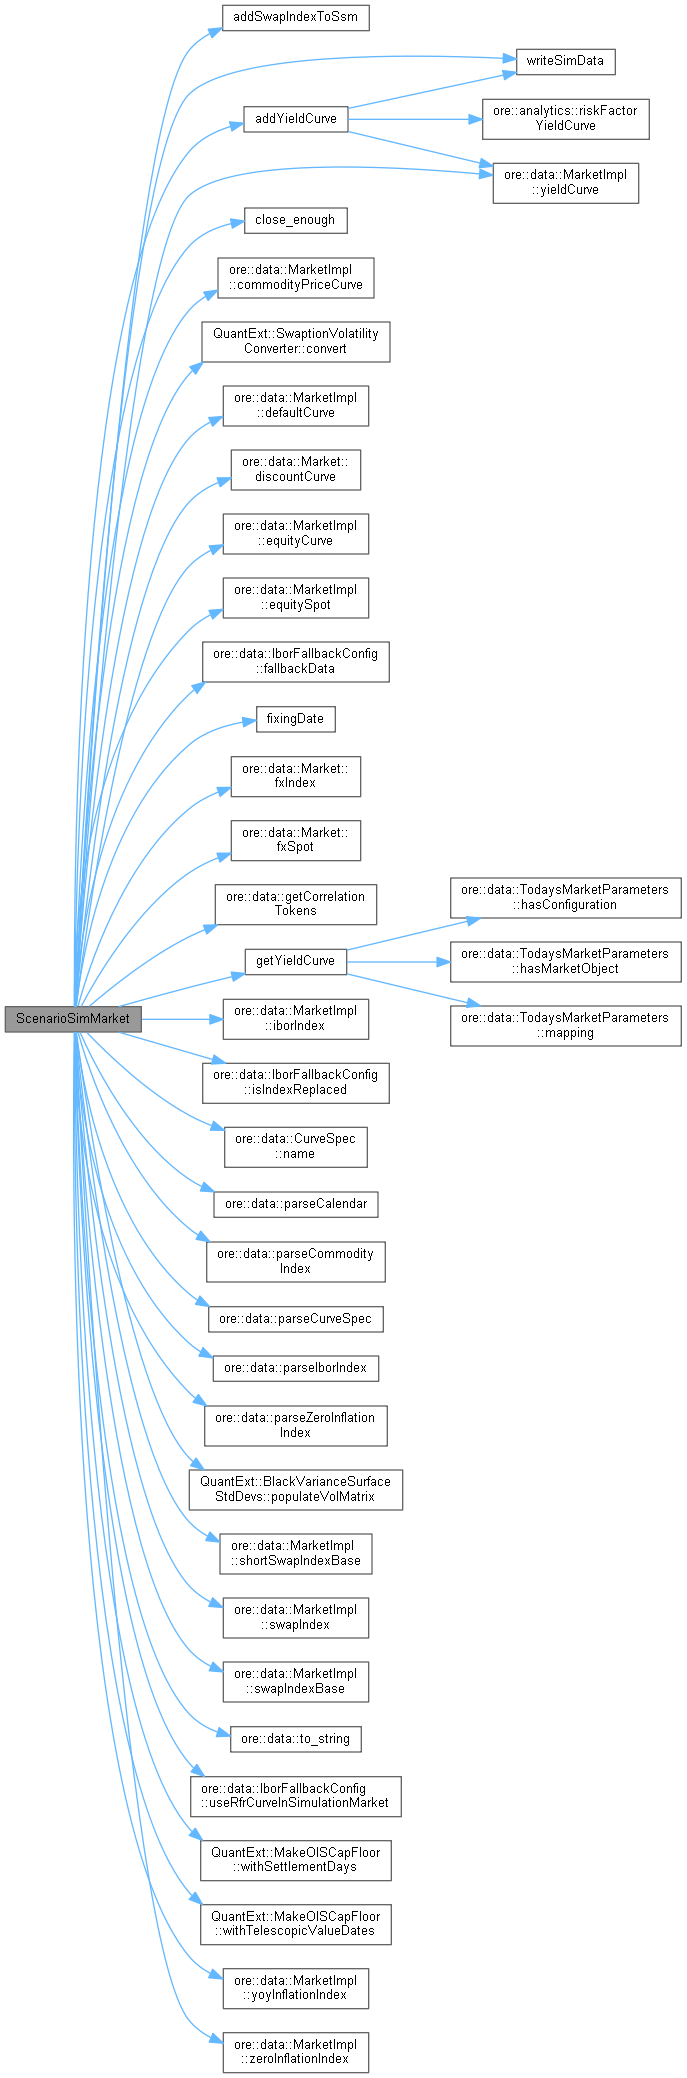 addSwapIndexToSsm
writeSimData
addYieldCurve
ore::analytics::riskFactor
YieldCurve
ore::data::MarketImpl
::yieldCurve
close_enough
ore::data::MarketImpl
::commodityPriceCurve
QuantExt::SwaptionVolatility
Converter::convert
ore::data::MarketImpl
::defaultCurve
ore::data::Market::
discountCurve
ore::data::MarketImpl
::equityCurve
ore::data::MarketImpl
::equitySpot
ore::data::IborFallbackConfig
::fallbackData
fixingDate
ore::data::Market::
fxIndex
ore::data::Market::
fxSpot
ore::data::getCorrelation
Tokens
ore::data::TodaysMarketParameters
::hasConfiguration
getYieldCurve
ore::data::TodaysMarketParameters
::hasMarketObject
ore::data::TodaysMarketParameters
::mapping
ScenarioSimMarket
ore::data::MarketImpl
::iborIndex
ore::data::IborFallbackConfig
::isIndexReplaced
ore::data::CurveSpec
::name
ore::data::parseCalendar
ore::data::parseCommodity
Index
ore::data::parseCurveSpec
ore::data::parseIborIndex
ore::data::parseZeroInflation
Index
QuantExt::BlackVarianceSurface
StdDevs::populateVolMatrix
ore::data::MarketImpl
::shortSwapIndexBase
ore::data::MarketImpl
::swapIndex
ore::data::MarketImpl
::swapIndexBase
ore::data::to_string
ore::data::IborFallbackConfig
::useRfrCurveInSimulationMarket
QuantExt::MakeOISCapFloor
::withSettlementDays
QuantExt::MakeOISCapFloor
::withTelescopicValueDates
ore::data::MarketImpl
::yoyInflationIndex
ore::data::MarketImpl
::zeroInflationIndex